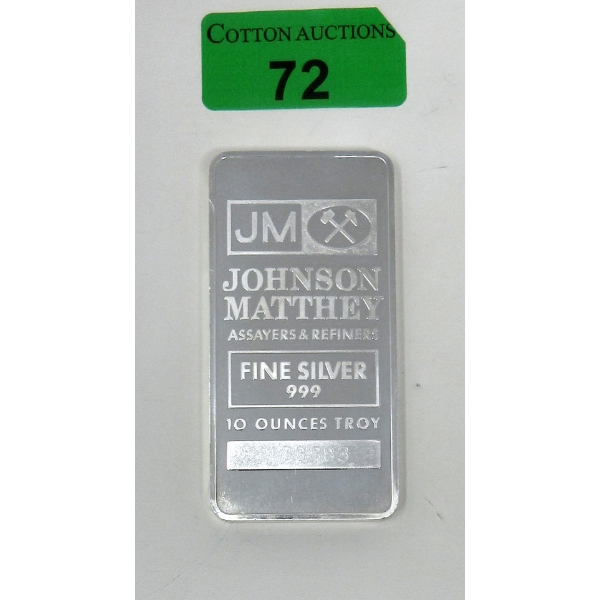 COTTON AUCTIONS
72
JM
JOHNSON
MATTHEY
ASSAYERS & REFINERS
FINE SILVER
999
10 OUNCES TROY